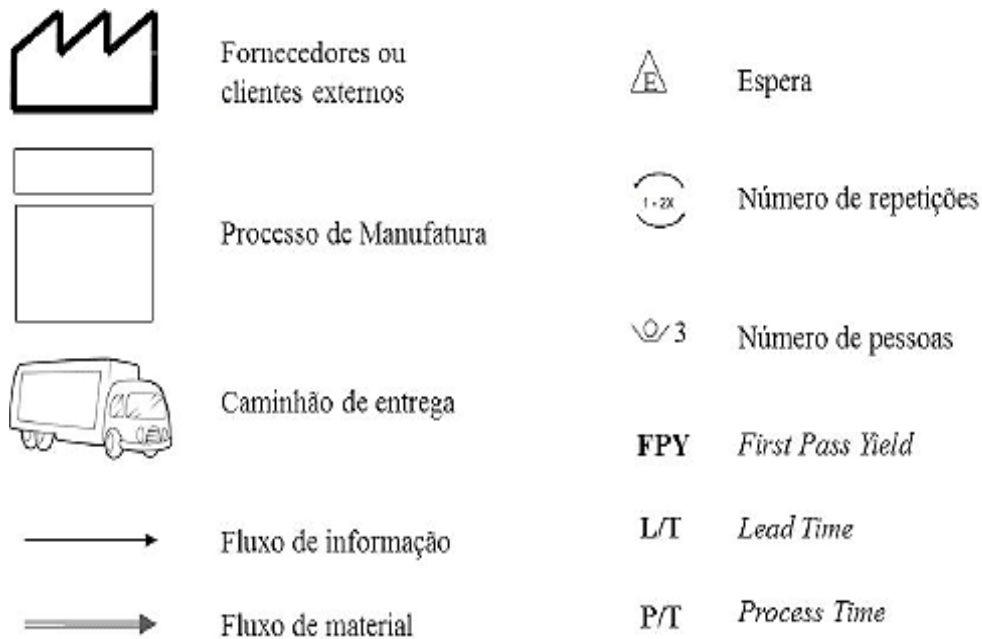 Fornecedores ou
clientes externos
Processo de Manufatura
Caminhão de entrega
Fluxo de informação
Fluxo de material
E
Espera
1 - 2X
Número de repetições
3
Número de pessoas
FPY
First Pass Yield
L/T
Lead Time
P/T
Process Time